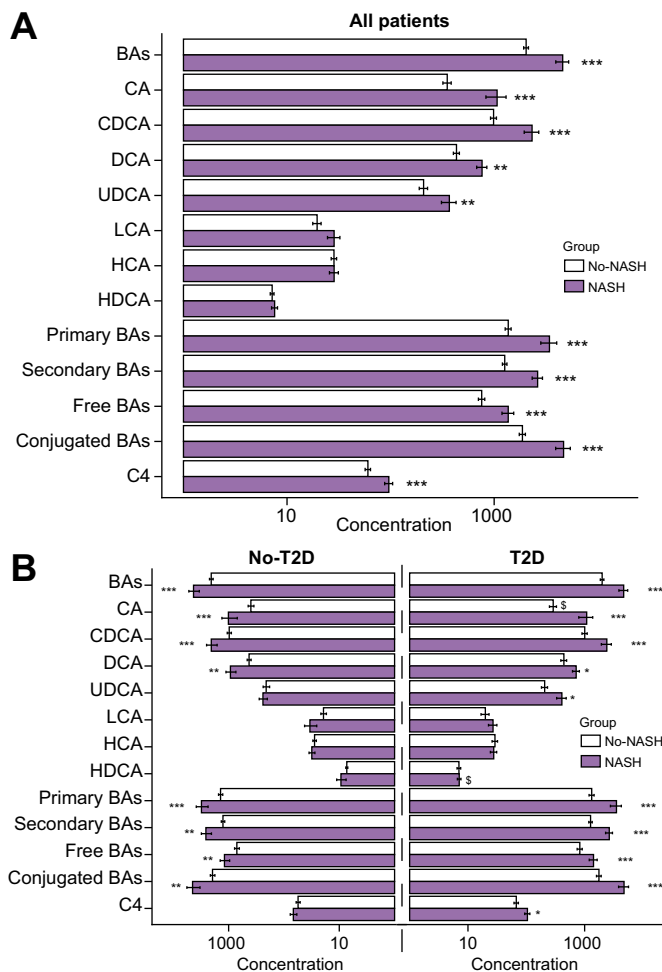 A
All patients
BAs
***
CA
***
CDCA
***
DCA
**
UDCA
**
LCA
HCA
HDCA
Group
No-NASH
NASH
Primary BAs
***
Secondary BAs
***
Free BAs
***
Conjugated BAs
***
C4
***
10 1000
Concentration
B
No-T2D T2D
BAs
*** ***
CA
$
*** ***
CDCA
*** ***
DCA
** *
UDCA
*
LCA
HCA
HDCA
$
Group
No-NASH
NASH
Primary BAs
*** ***
Secondary BAs
** ***
Free BAs
** ***
Conjugated BAs
** ***
C4
*
1000 10 10 1000
Concentration Concentration